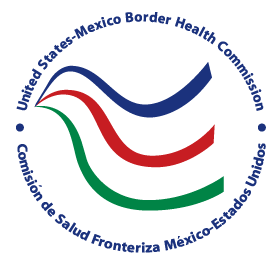 United States-Mexico Border Health Commission
Comisión de Salud Fronteriza México-Estados Unidos